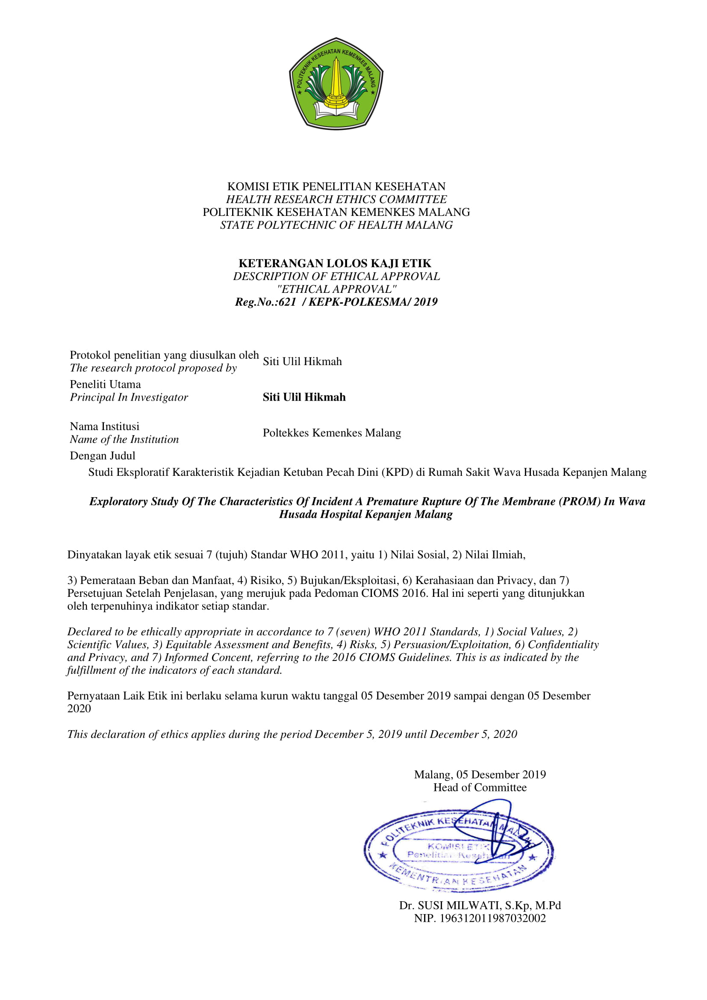 POLITEKNIK KESEHATAN KEMENKES MALANG
KOMISI ETIK PENELITIAN KESEHATAN
HEALTH RESEARCH ETHICS COMMITTEE
POLITEKNIK KESEHATAN KEMENKES MALANG
STATE POLYTECHNIC OF HEALTH MALANG
KETERANGAN LOLOS KAJI ETIK
DESCRIPTION OF ETHICAL APPROVAL
"ETHICAL APPROVAL"
Reg.No.:621 / KEPK-POLKESMA/ 2019
Protokol penelitian yang diusulkan oleh
The research protocol proposed by
Siti Ulil Hikmah
Peneliti Utama
Principal In Investigator
Siti Ulil Hikmah
Nama Institusi
Name of the Institution
Poltekkes Kemenkes Malang
Dengan Judul
Studi Eksploratif Karakteristik Kejadian Ketuban Pecah Dini (KPD) di Rumah Sakit Wava Husada Kepanjen Malang
Exploratory Study Of The Characteristics Of Incident A Premature Rupture Of The Membrane (PROM) In Wava
Husada Hospital Kepanjen Malang
Dinyatakan layak etik sesuai 7 (tujuh) Standar WHO 2011, yaitu 1) Nilai Sosial, 2) Nilai Ilmiah,
3) Pemerataan Beban dan Manfaat, 4) Risiko, 5) Bujukan/Eksploitasi, 6) Kerahasiaan dan Privacy, dan 7)
Persetujuan Setelah Penjelasan, yang merujuk pada Pedoman CIOMS 2016. Hal ini seperti yang ditunjukkan
oleh terpenuhinya indikator setiap standar.
Declared to be ethically appropriate in accordance to 7 (seven) WHO 2011 Standards, 1) Social Values, 2)
Scientific Values, 3) Equitable Assessment and Benefits, 4) Risks, 5) Persuasion/Exploitation, 6) Confidentiality
and Privacy, and 7) Informed Concent, referring to the 2016 CIOMS Guidelines. This is as indicated by the
fulfillment of the indicators of each standard.
Pernyataan Laik Etik ini berlaku selama kurun waktu tanggal 05 Desember 2019 sampai dengan 05 Desember
2020
This declaration of ethics applies during the period December 5, 2019 until December 5, 2020
Malang, 05 Desember 2019
Head of Committee
POLITEKNIK KESEHATAN MALANG
KOMISI ETIK
Penelitian Kesehatan
KEMENTRIAN KESEHATAN
Dr. SUSI MILWATI, S.Kp, M.Pd
NIP. 196312011987032002